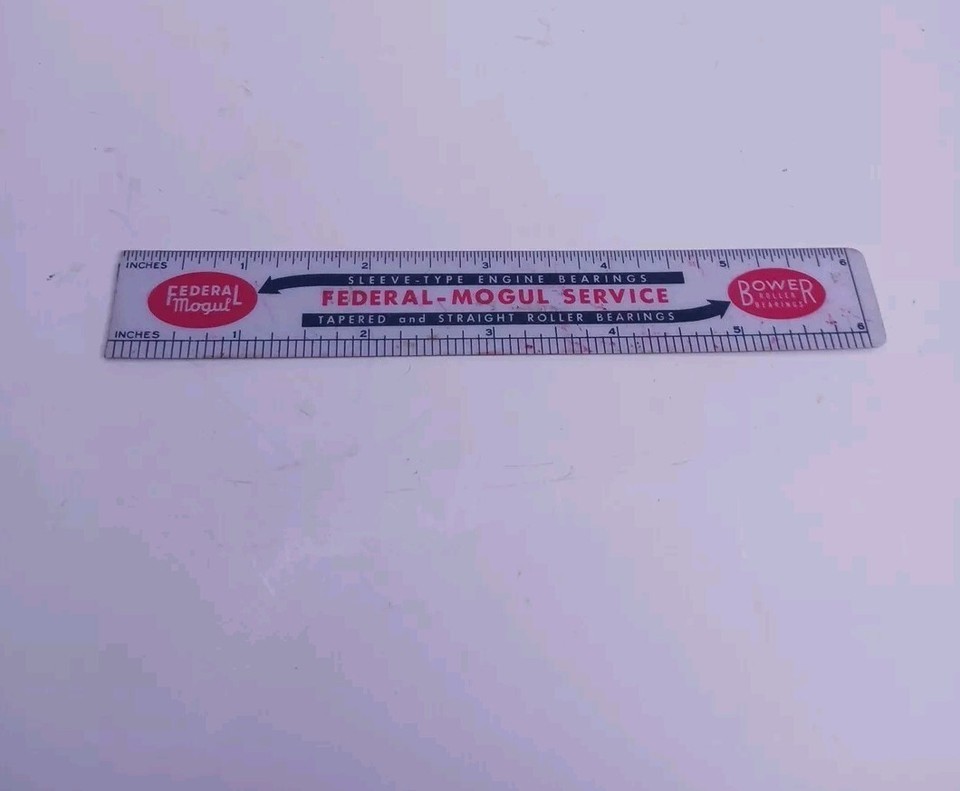 INCHES 1 2 3 4 5 6
FEDERAL
Mogul
SLEEVE-TYPE ENGINE BEARINGS
FEDERAL-MOGUL SERVICE
TAPERED and STRAIGHT ROLLER BEARINGS
BOWER
ROLLER
BEARINGS
INCHES 1 2 3 4 5 6